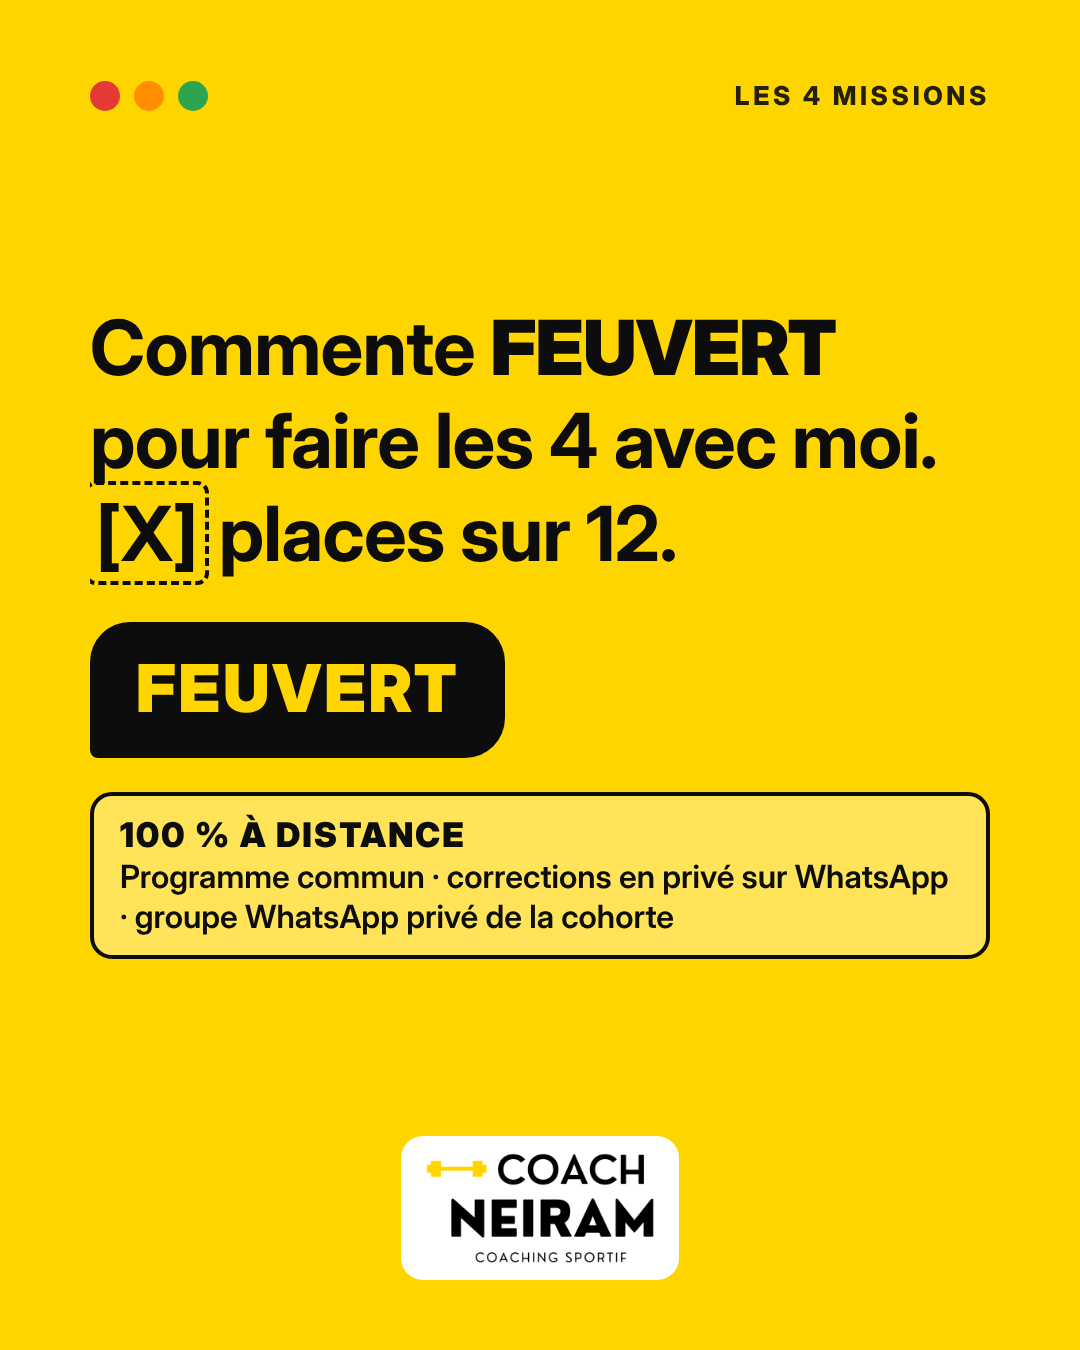 LES 4 MISSIONS
Commente FEUVERT
pour faire les 4 avec moi.
[X] places sur 12.
FEUVERT
100 % À DISTANCE
Programme commun · corrections en privé sur WhatsApp
· groupe WhatsApp privé de la cohorte
COACH
NEIRAM
COACHING SPORTIF